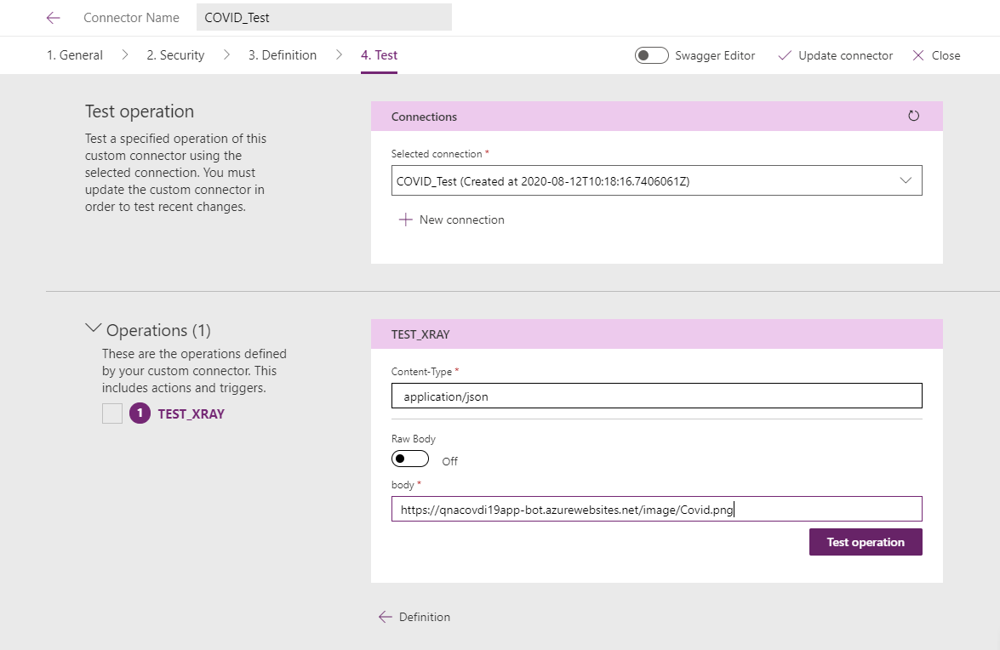 Connector Name COVID_Test
1. General 2. Security 3. Definition 4. Test Swagger Editor Update connector Close
Test operation
Test a specified operation of this
custom connector using the
selected connection. You must
update the custom connector in
order to test recent changes.
Connections
Selected connection *
COVID_Test (Created at 2020-08-12T10:18:16.7406061Z)
New connection
Operations (1)
These are the operations defined
by your custom connector. This
includes actions and triggers.
1 TEST_XRAY
TEST_XRAY
Content-Type *
application/json
Raw Body
Off
body *
https://qnacovdi19app-bot.azurewebsites.net/image/Covid.png
Test operation
Definition